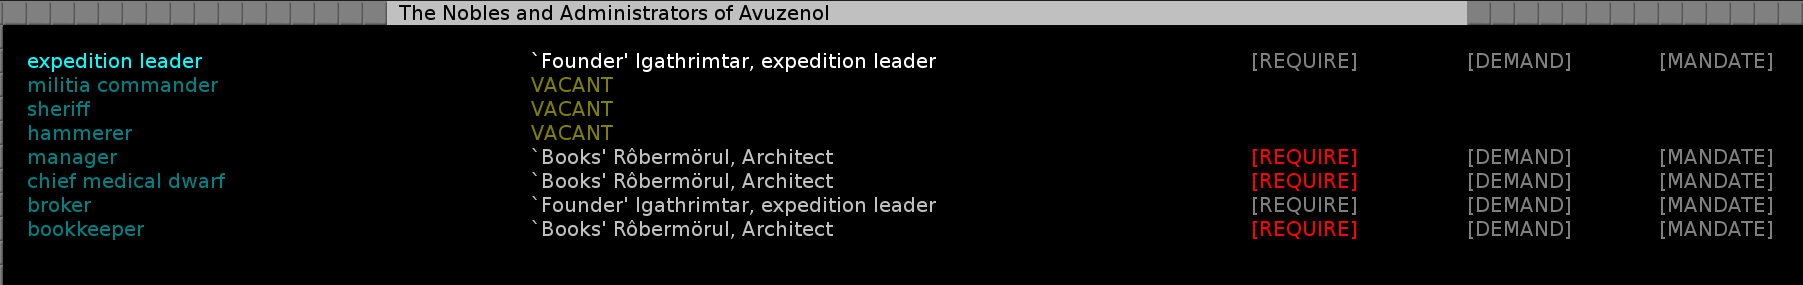 The Nobles and Administrators of Avuzenol
expedition leader `Founder' Igathrimtar, expedition leader [REQUIRE] [DEMAND] [MANDATE]
militia commander VACANT
sheriff VACANT
hammerer VACANT
manager `Books' Rôbermörul, Architect [REQUIRE] [DEMAND] [MANDATE]
chief medical dwarf `Books' Rôbermörul, Architect [REQUIRE] [DEMAND] [MANDATE]
broker `Founder' Igathrimtar, expedition leader [REQUIRE] [DEMAND] [MANDATE]
bookkeeper `Books' Rôbermörul, Architect [REQUIRE] [DEMAND] [MANDATE]